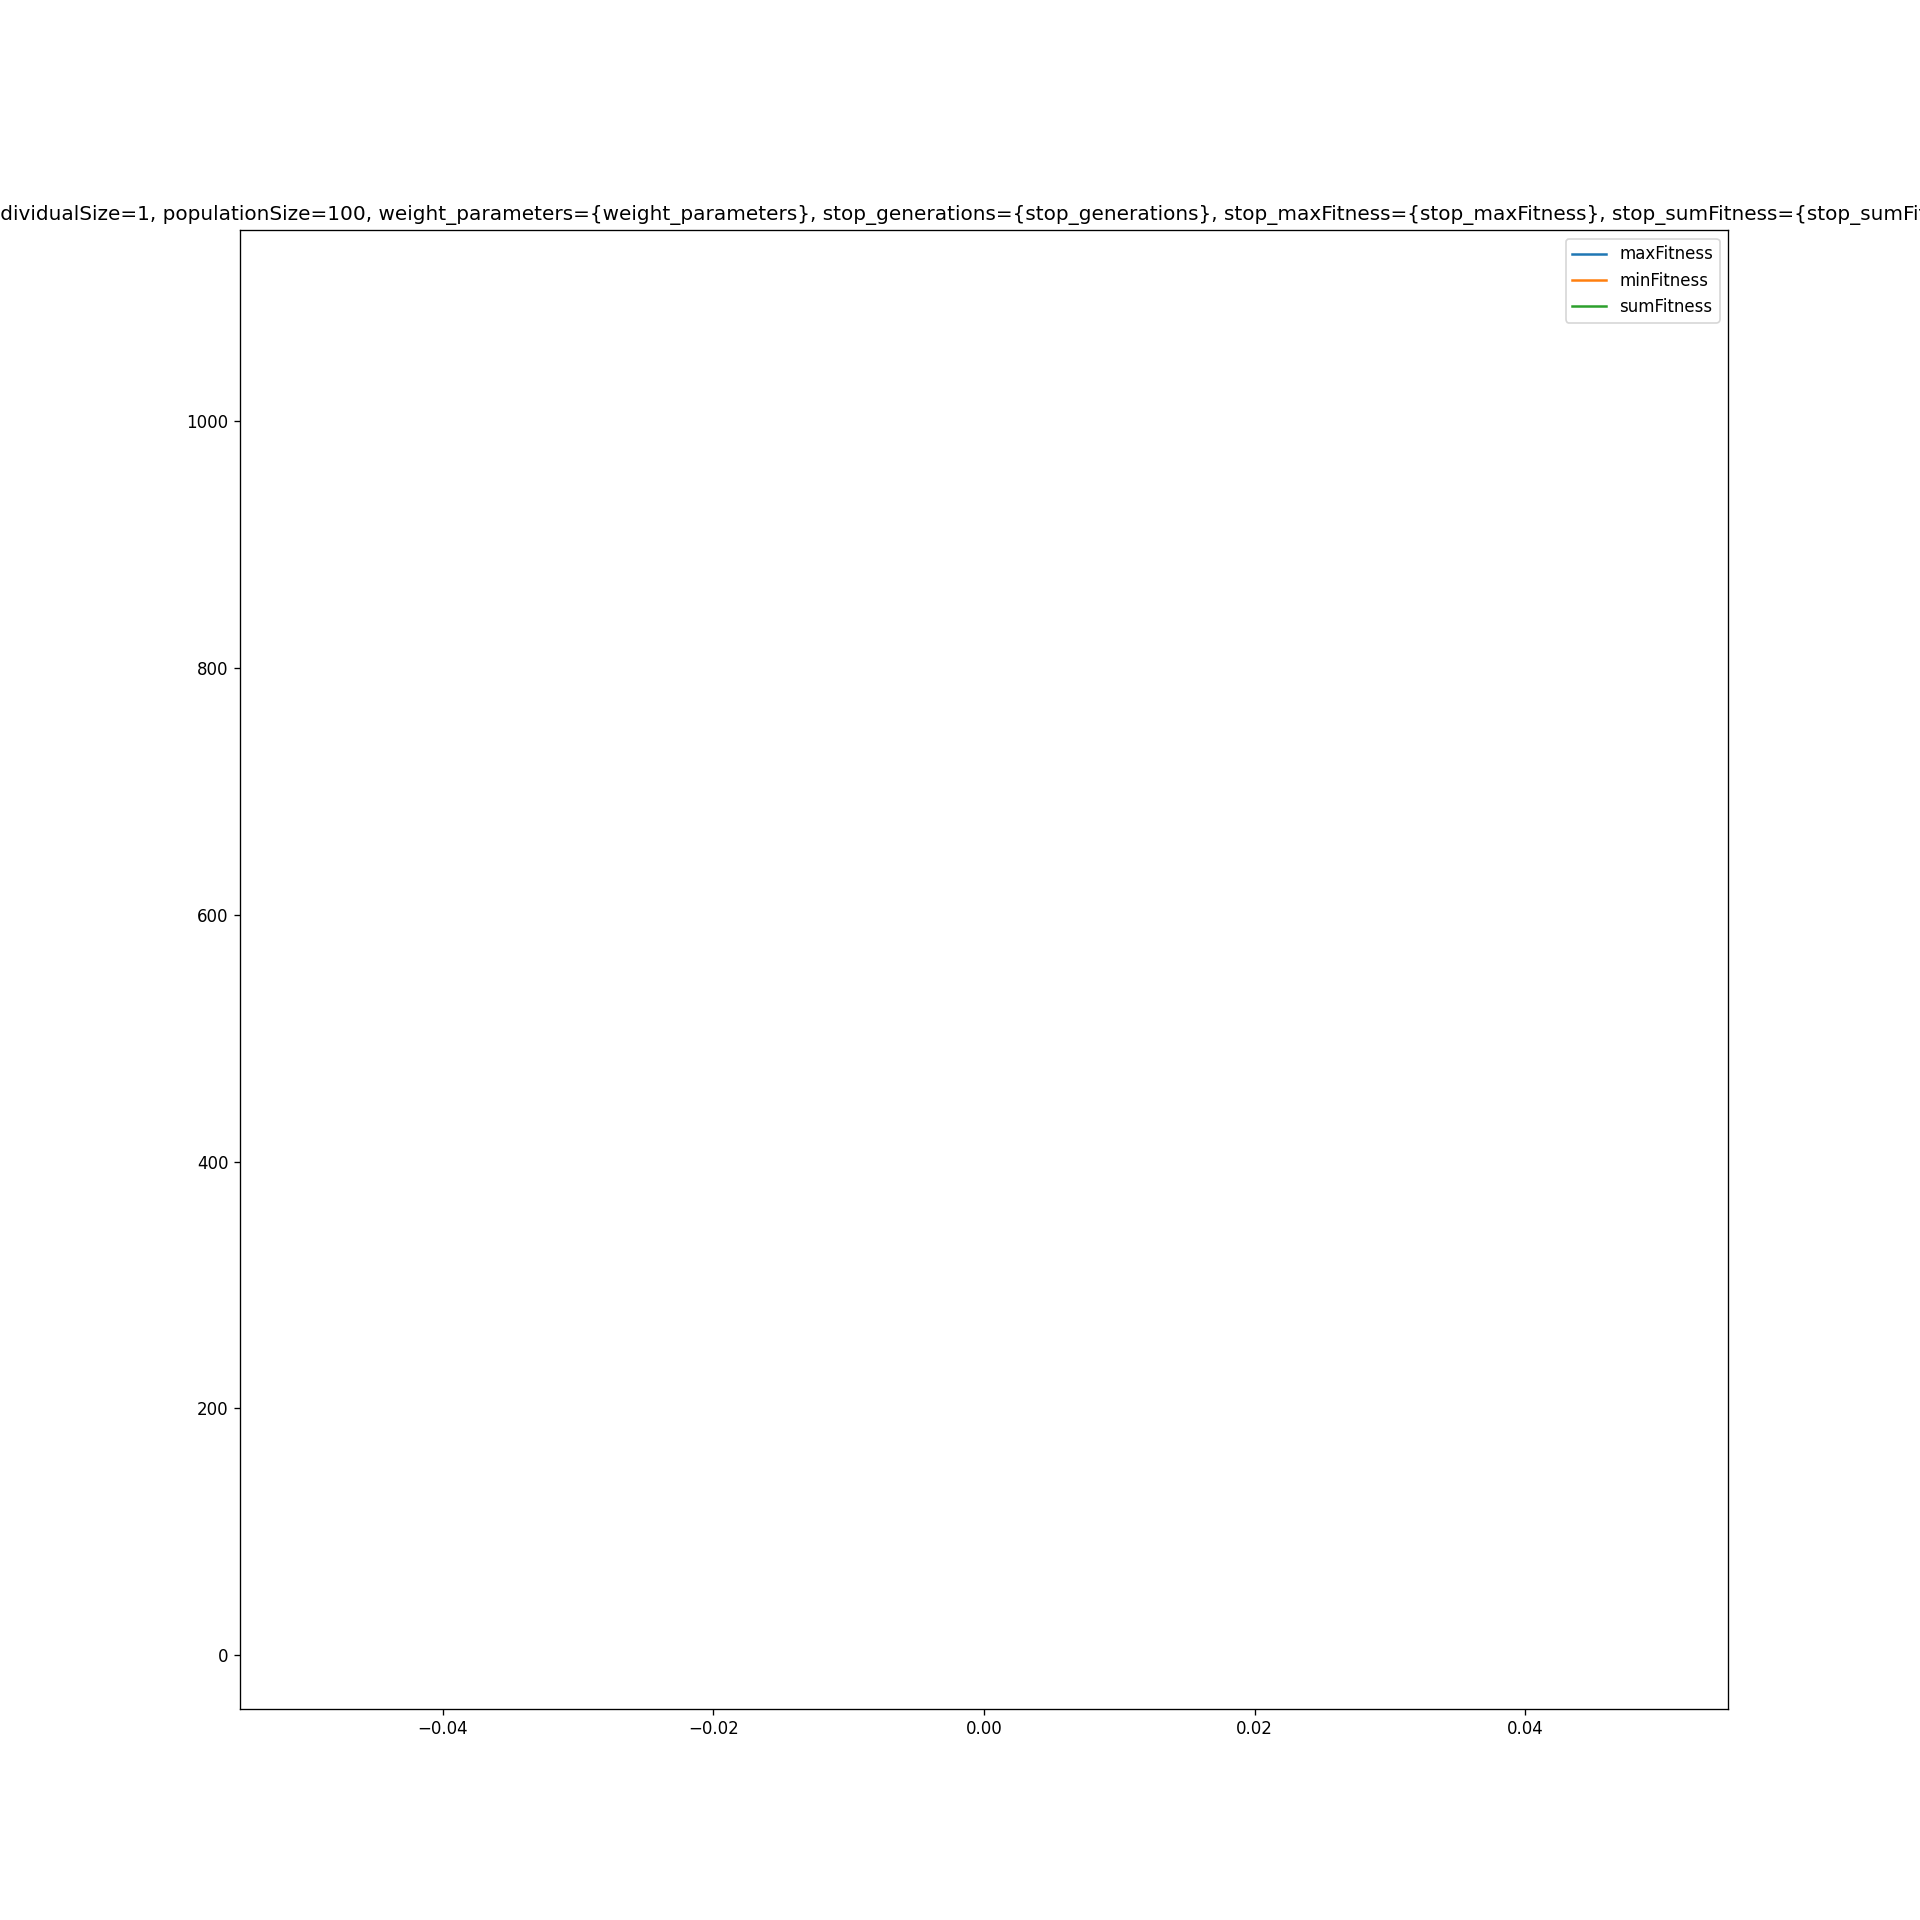 dividualSize=1, populationSize=100, weight_parameters={weight_parameters}, stop_generations={stop_generations}, stop_maxFitness={stop_maxFitness}, stop_sumFitness={stop_sumFi
maxFitness
minFitness
sumFitness
1000
800
600
400
200
0
−0.04 −0.02 0.00 0.02 0.04